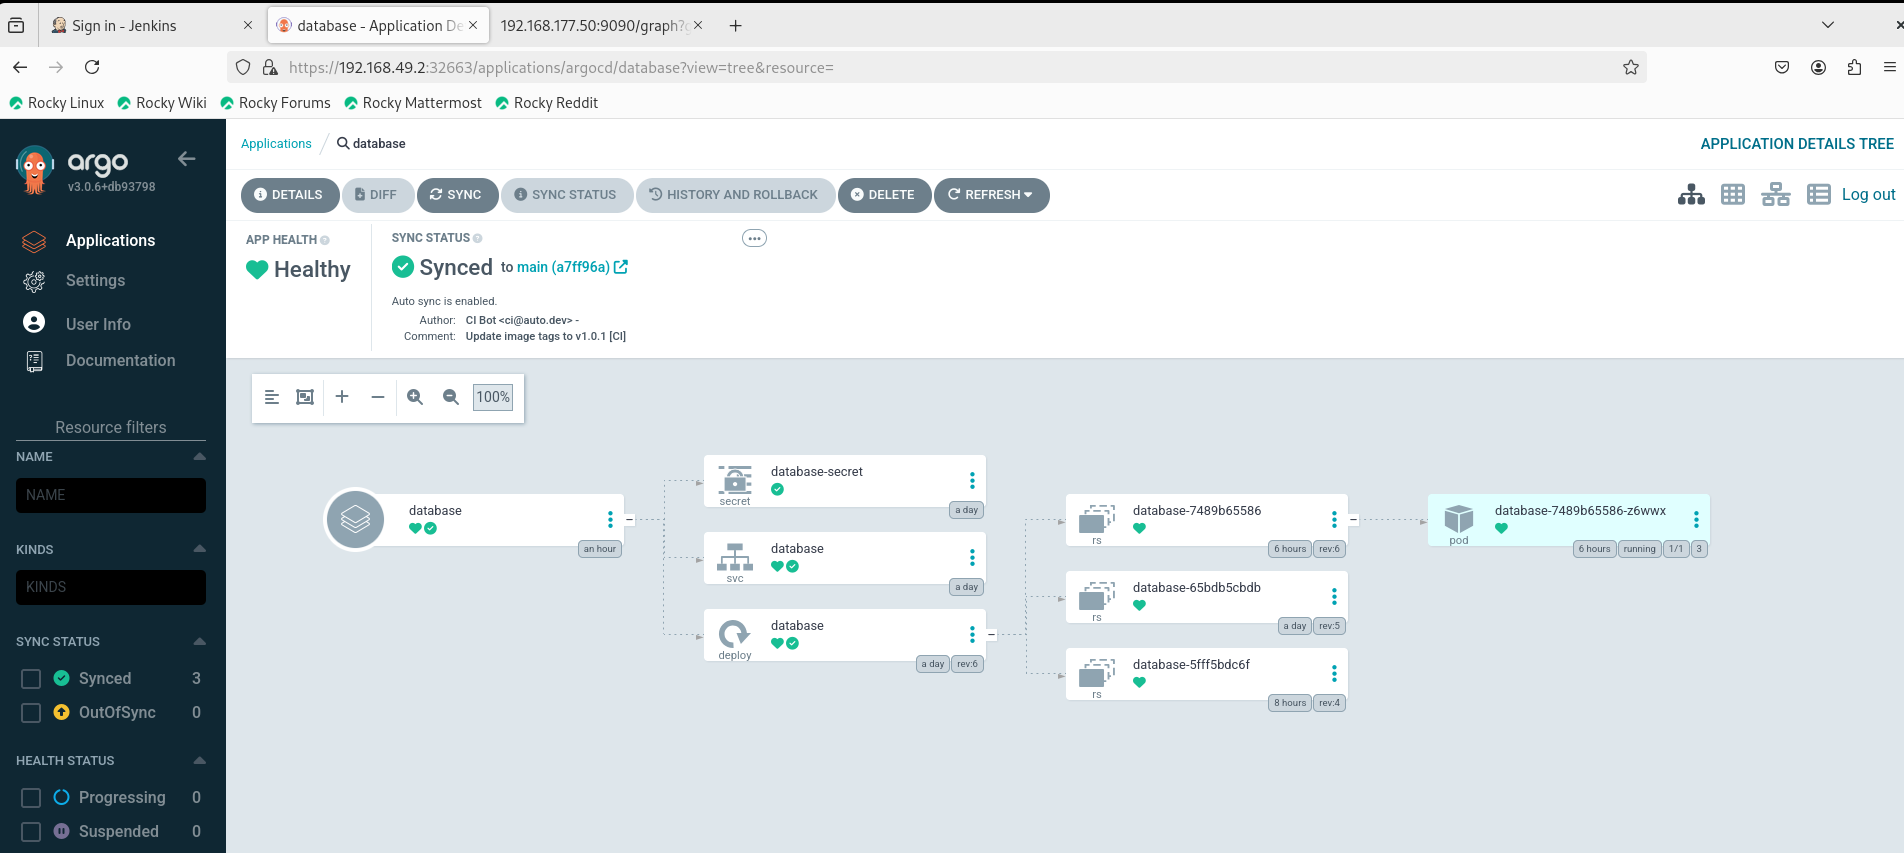 Sign in - Jenkins
database - Application De
192.168.177.50:9090/graph?g
https://192.168.49.2:32663/applications/argocd/database?view=tree&resource=
Rocky Linux Rocky Wiki Rocky Forums Rocky Mattermost Rocky Reddit
argo
v3.0.6+db93798
Applications
Settings
User Info
Documentation
Resource filters
NAME
NAME
KINDS
KINDS
SYNC STATUS
Synced 3
OutOfSync 0
HEALTH STATUS
Progressing 0
Suspended 0
Applications / database
APPLICATION DETAILS TREE
DETAILS DIFF SYNC SYNC STATUS HISTORY AND ROLLBACK DELETE REFRESH
Log out
APP HEALTH
Healthy
SYNC STATUS
Synced to main (a7ff96a)
Auto sync is enabled.
Author: CI Bot <ci@auto.dev> -
Comment: Update image tags to v1.0.1 [CI]
100%
database
an hour
database-secret
secret
a day
database
svc
a day
database
deploy
a day rev:6
database-7489b65586
rs
6 hours rev:6
database-65bdb5cbdb
rs
a day rev:5
database-5fff5bdc6f
rs
8 hours rev:4
database-7489b65586-z6wwx
pod
6 hours running 1/1 3